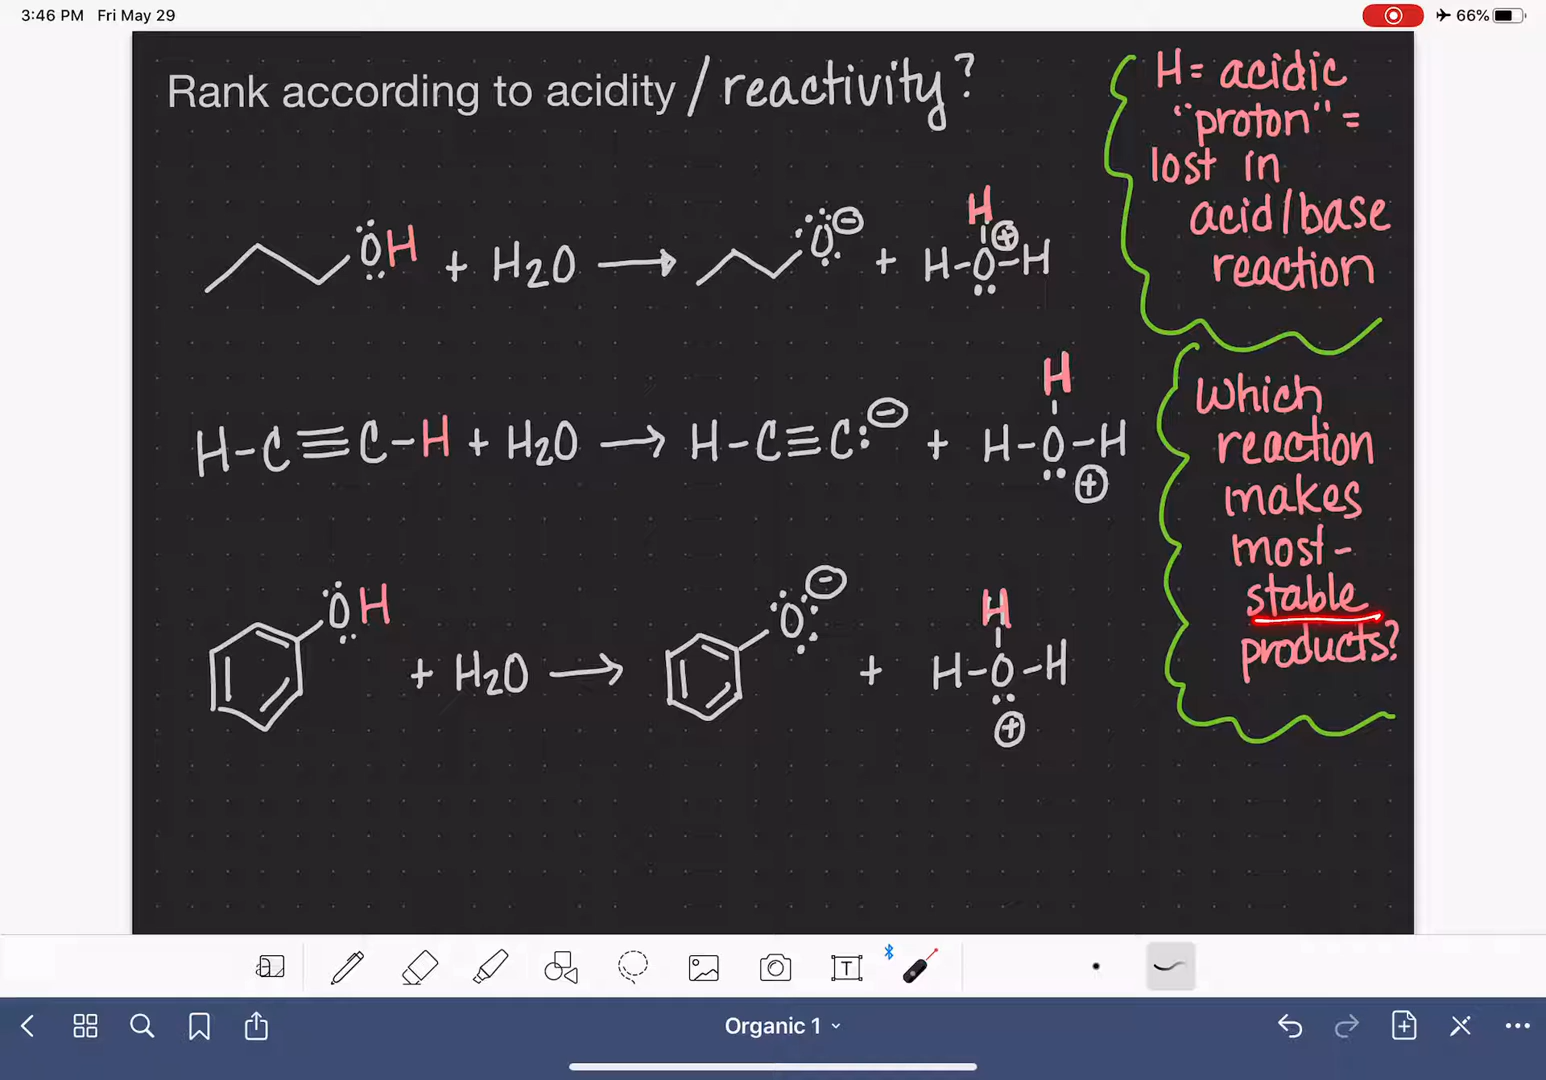 3:46 PM Fri May 29
66%
Rank according to acidity / reactivity?
H = acidic
"proton" =
lost in
acid/base
reaction
H
ÖH + H2O → O⊖ + H-O-H ⊕
H
H-C≡C-H + H2O → H-C≡C:⊖ + H-O-H
⊕
H
ÖH + H2O → O⊖ + H-O-H
⊕
Which
reaction
makes
most-
stable
products?
T
Organic 1